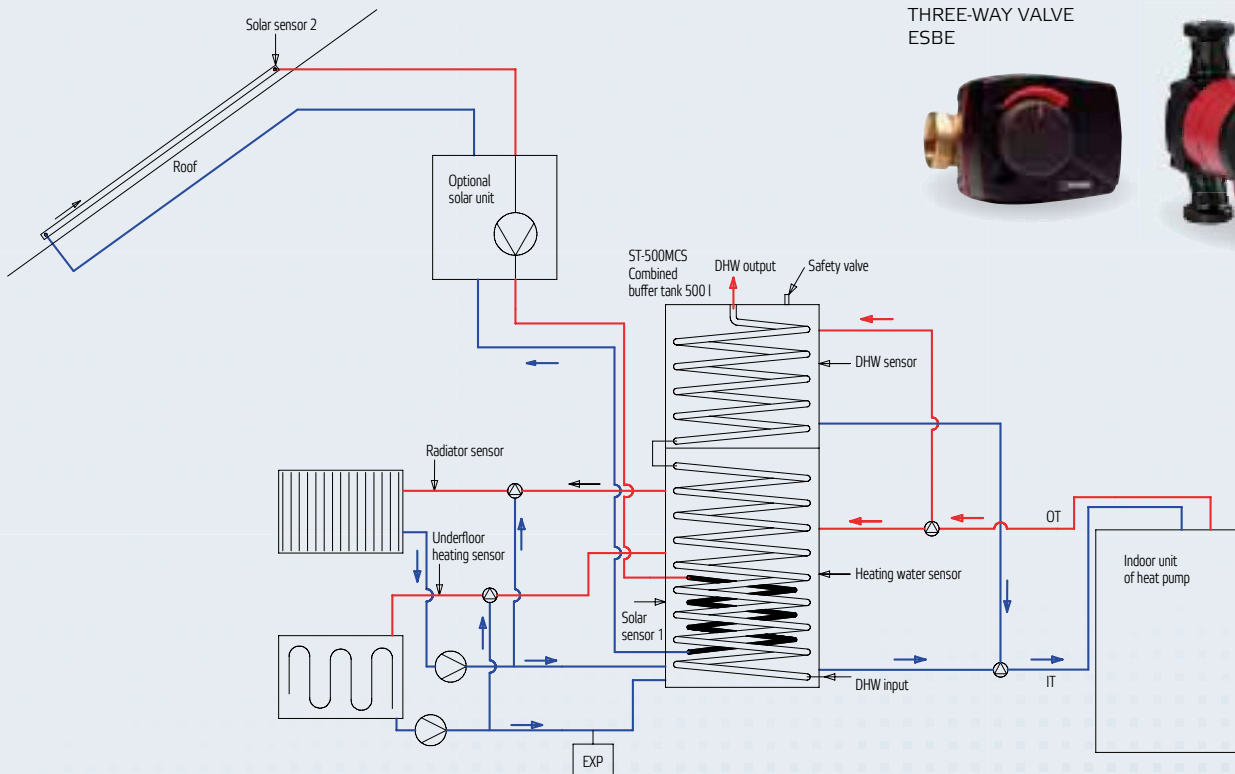 THREE-WAY VALVE
ESBE
Solar sensor 2
Roof
Optional
solar unit
ST-500MCS
Combined
buffer tank 500 l
DHW output
Safety valve
DHW sensor
Radiator sensor
Underfloor
heating sensor
OT
Indoor unit
of heat pump
Heating water sensor
Solar
sensor 1
DHW input
IT
EXP